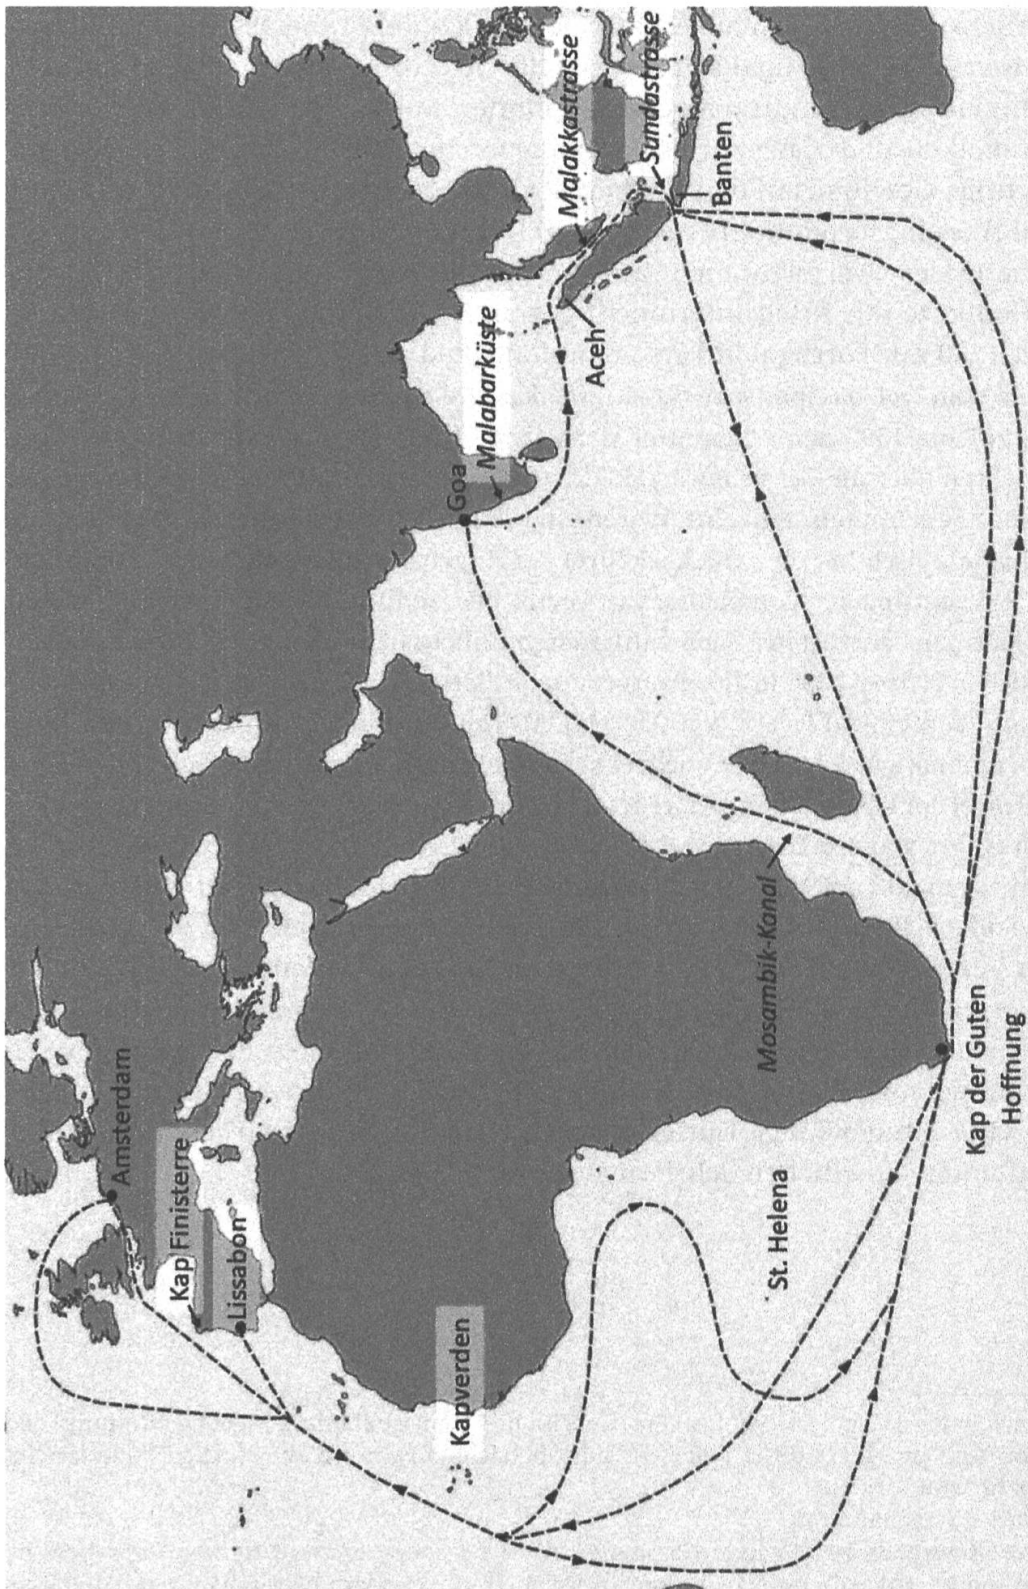 Amsterdam
Kap Finisterre
Lissabon
Kapverden
St. Helena
Kap der Guten
Hoffnung
Mosambik-Kanal
Goa
Malabarküste
Aceh
Malakkastrasse
Sundastrasse
Banten